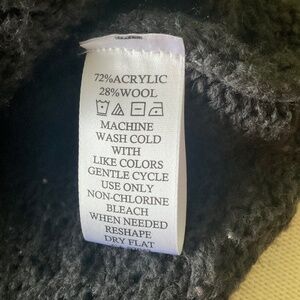 72%ACRYLIC
28%WOOL
MACHINE
WASH COLD
WITH
LIKE COLORS
GENTLE CYCLE
USE ONLY
NON-CHLORINE
BLEACH
WHEN NEEDED
RESHAPE
DRY FLAT